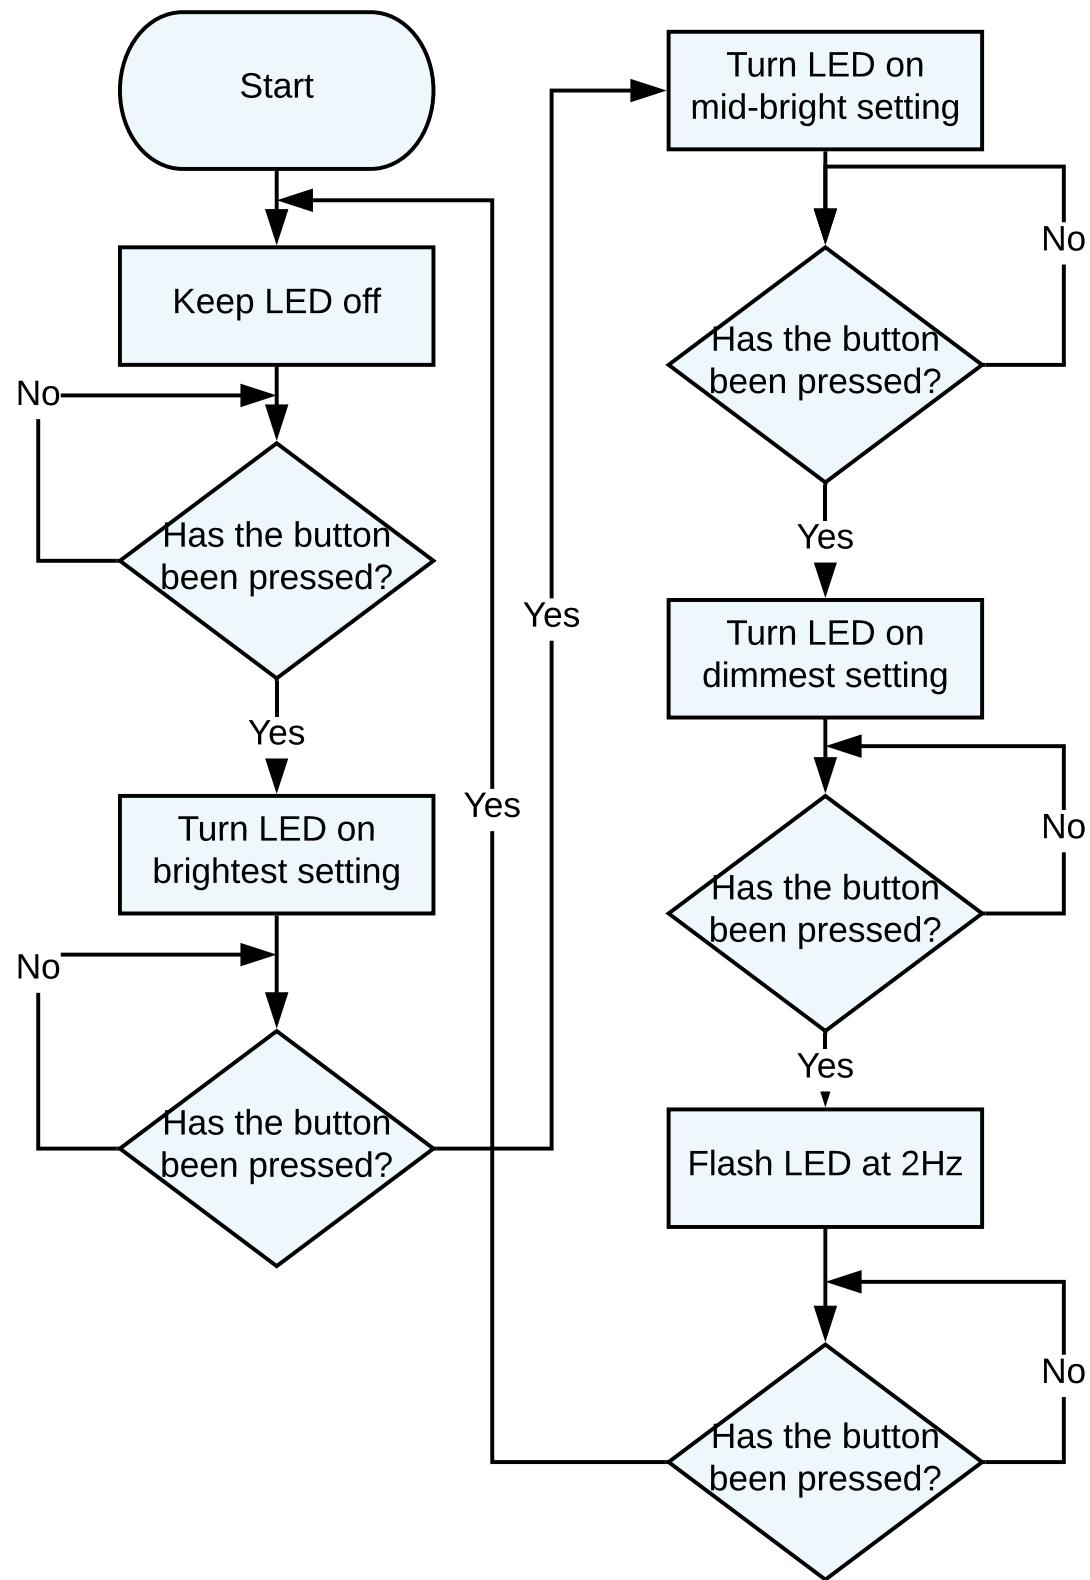 Start
Keep LED off
No
Has the button
been pressed?
Yes
Turn LED on
brightest setting
No
Has the button
been pressed?
Yes
Yes
Turn LED on
mid-bright setting
No
Has the button
been pressed?
Yes
Turn LED on
dimmest setting
No
Has the button
been pressed?
Yes
Flash LED at 2Hz
No
Has the button
been pressed?